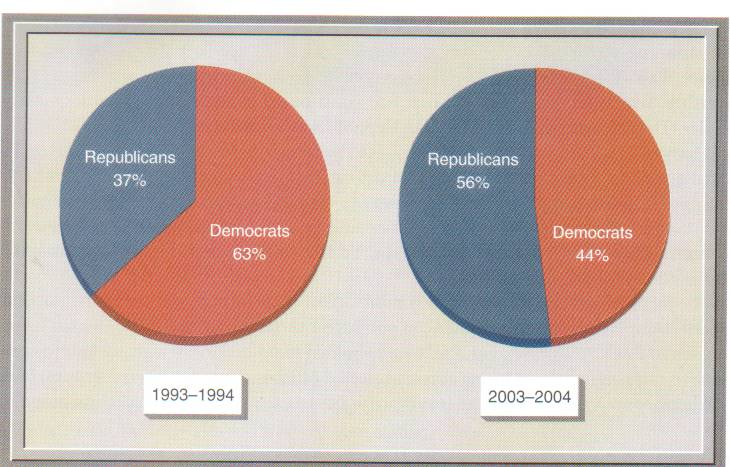 Republicans
37%
Democrats
63%
1993–1994
Republicans
56%
Democrats
44%
2003–2004